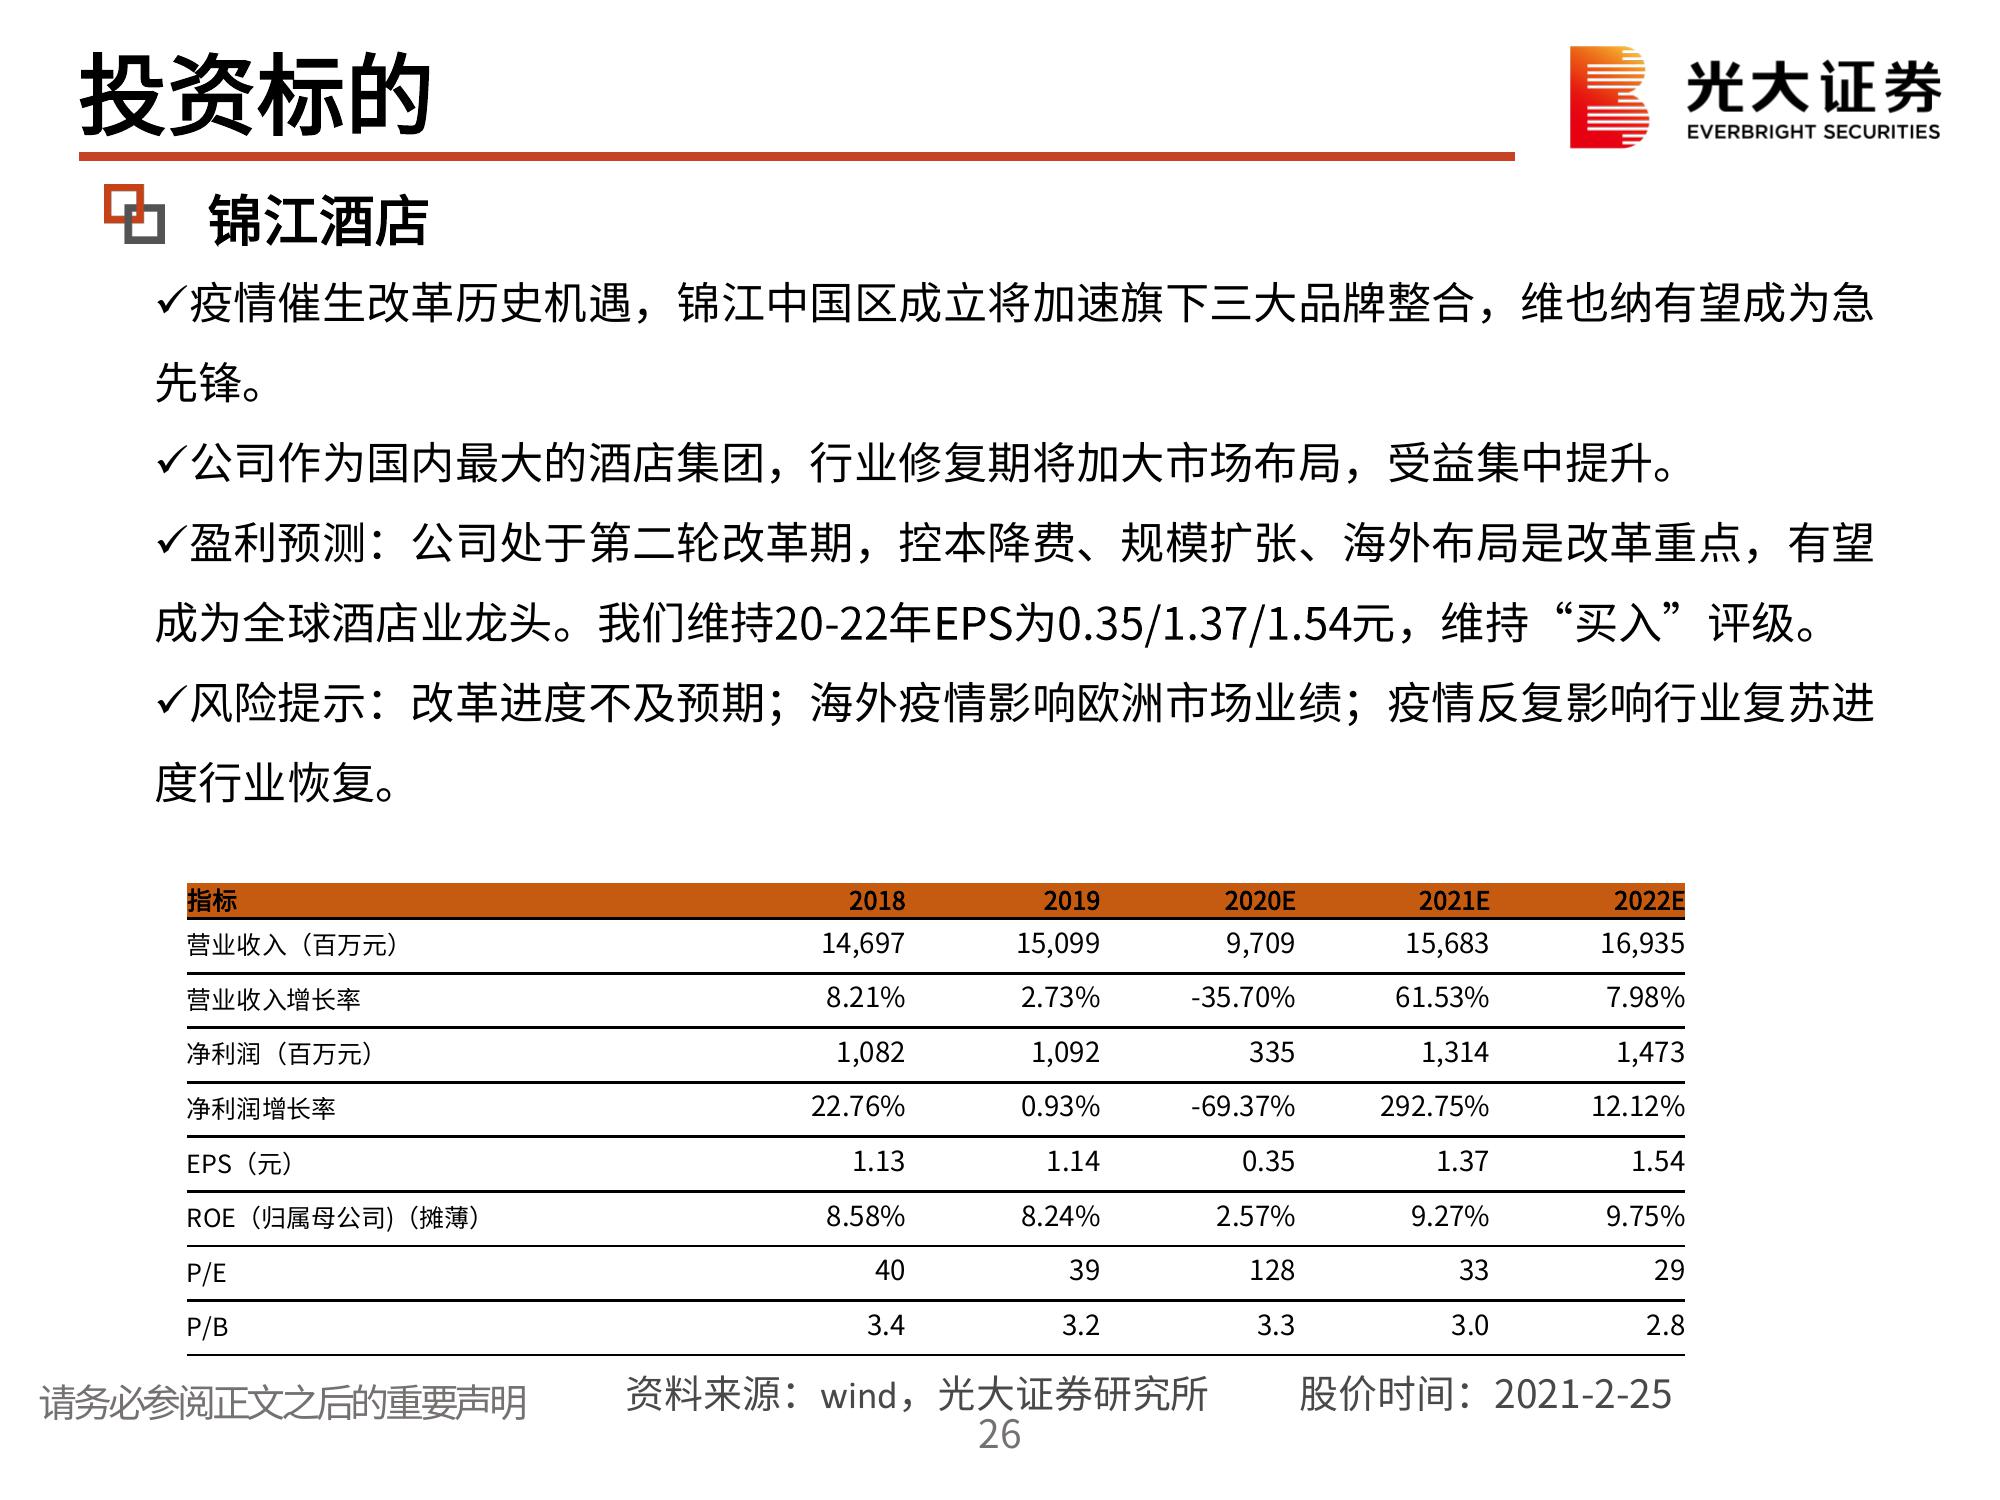 投资标的
光大证券
EVERBRIGHT SECURITIES
锦江酒店
✓疫情催生改革历史机遇，锦江中国区成立将加速旗下三大品牌整合，维也纳有望成为急
先锋。
✓公司作为国内最大的酒店集团，行业修复期将加大市场布局，受益集中提升。
✓盈利预测：公司处于第二轮改革期，控本降费、规模扩张、海外布局是改革重点，有望
成为全球酒店业龙头。我们维持20-22年EPS为0.35/1.37/1.54元，维持“买入”评级。
✓风险提示：改革进度不及预期；海外疫情影响欧洲市场业绩；疫情反复影响行业复苏进
度行业恢复。
指标 2018 2019 2020E 2021E 2022E
营业收入（百万元） 14,697 15,099 9,709 15,683 16,935
营业收入增长率 8.21% 2.73% -35.70% 61.53% 7.98%
净利润（百万元） 1,082 1,092 335 1,314 1,473
净利润增长率 22.76% 0.93% -69.37% 292.75% 12.12%
EPS（元） 1.13 1.14 0.35 1.37 1.54
ROE（归属母公司)（摊薄） 8.58% 8.24% 2.57% 9.27% 9.75%
P/E 40 39 128 33 29
P/B 3.4 3.2 3.3 3.0 2.8
请务必参阅正文之后的重要声明 资料来源：wind，光大证券研究所 股价时间：2021-2-25
26